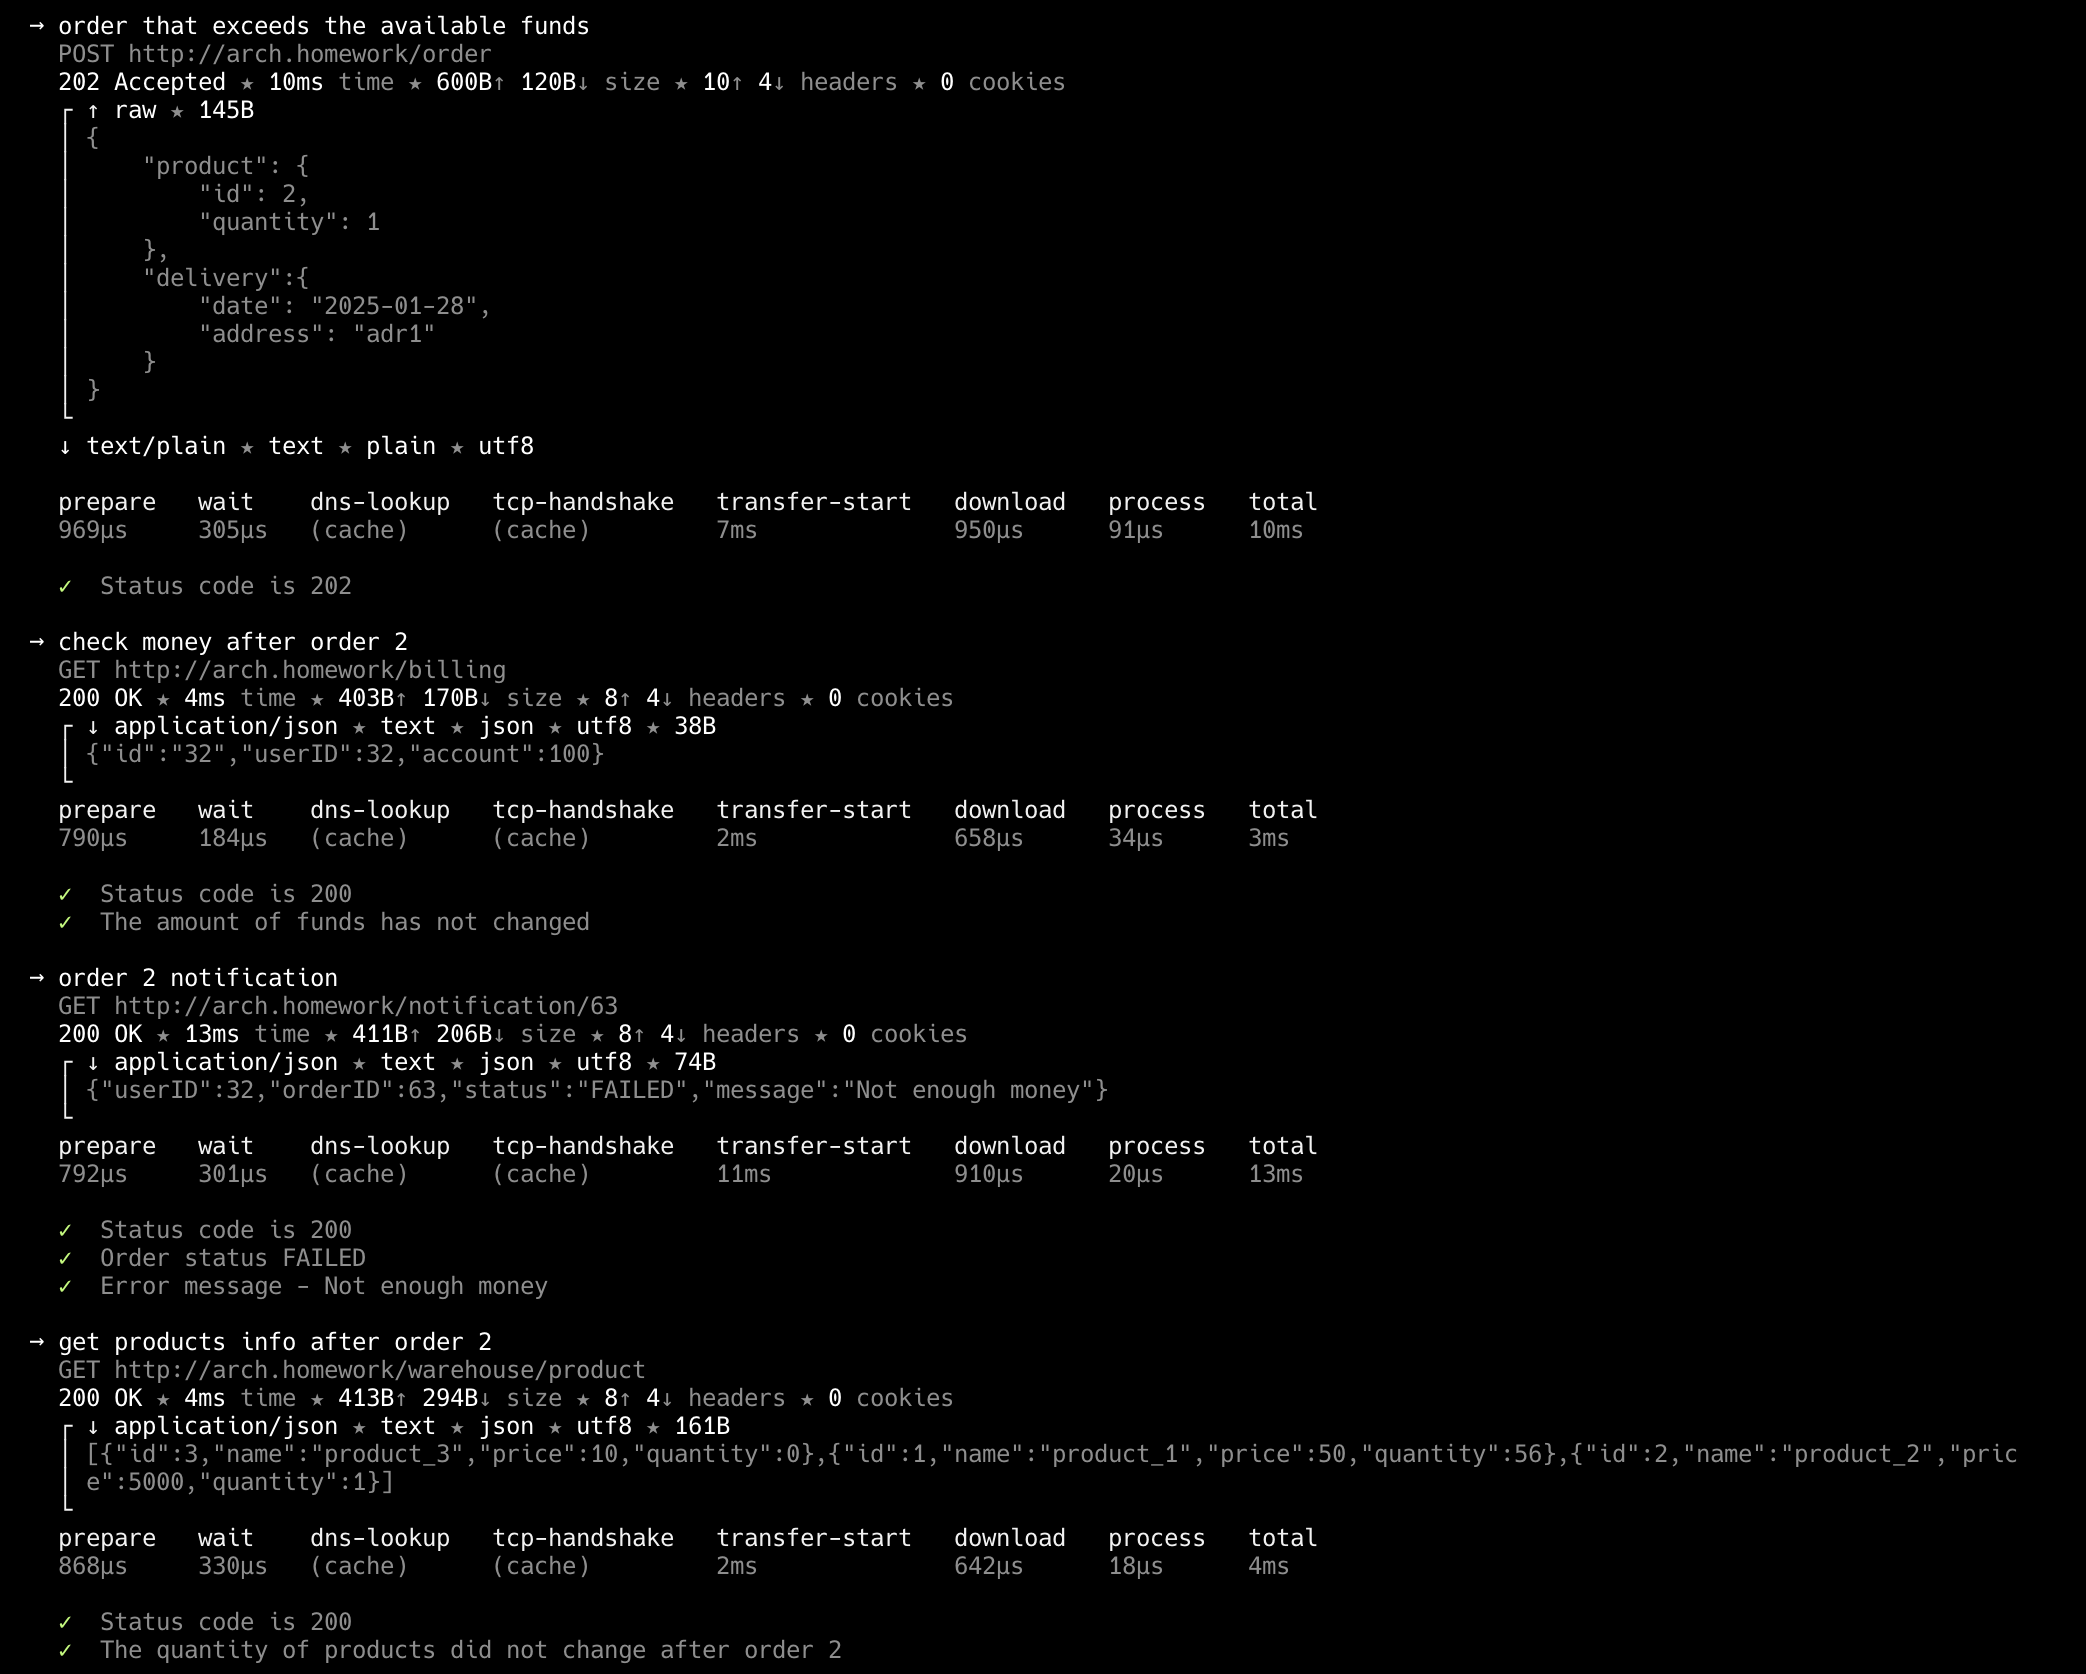 → order that exceeds the available funds
POST http://arch.homework/order
202 Accepted ★ 10ms time ★ 600B↑ 120B↓ size ★ 10↑ 4↓ headers ★ 0 cookies
┌ ↑ raw ★ 145B
│ {
│     "product": {
│         "id": 2,
│         "quantity": 1
│     },
│     "delivery":{
│         "date": "2025-01-28",
│         "address": "adr1"
│     }
│ }
└
↓ text/plain ★ text ★ plain ★ utf8
prepare   wait    dns-lookup   tcp-handshake   transfer-start   download   process   total
969µs     305µs   (cache)      (cache)         7ms              950µs      91µs      10ms
✓  Status code is 202
→ check money after order 2
GET http://arch.homework/billing
200 OK ★ 4ms time ★ 403B↑ 170B↓ size ★ 8↑ 4↓ headers ★ 0 cookies
┌ ↓ application/json ★ text ★ json ★ utf8 ★ 38B
│ {"id":"32","userID":32,"account":100}
└
prepare   wait    dns-lookup   tcp-handshake   transfer-start   download   process   total
790µs     184µs   (cache)      (cache)         2ms              658µs      34µs      3ms
✓  Status code is 200
✓  The amount of funds has not changed
→ order 2 notification
GET http://arch.homework/notification/63
200 OK ★ 13ms time ★ 411B↑ 206B↓ size ★ 8↑ 4↓ headers ★ 0 cookies
┌ ↓ application/json ★ text ★ json ★ utf8 ★ 74B
│ {"userID":32,"orderID":63,"status":"FAILED","message":"Not enough money"}
└
prepare   wait    dns-lookup   tcp-handshake   transfer-start   download   process   total
792µs     301µs   (cache)      (cache)         11ms             910µs      20µs      13ms
✓  Status code is 200
✓  Order status FAILED
✓  Error message - Not enough money
→ get products info after order 2
GET http://arch.homework/warehouse/product
200 OK ★ 4ms time ★ 413B↑ 294B↓ size ★ 8↑ 4↓ headers ★ 0 cookies
┌ ↓ application/json ★ text ★ json ★ utf8 ★ 161B
│ [{"id":3,"name":"product_3","price":10,"quantity":0},{"id":1,"name":"product_1","price":50,"quantity":56},{"id":2,"name":"product_2","pric
│ e":5000,"quantity":1}]
└
prepare   wait    dns-lookup   tcp-handshake   transfer-start   download   process   total
868µs     330µs   (cache)      (cache)         2ms              642µs      18µs      4ms
✓  Status code is 200
✓  The quantity of products did not change after order 2